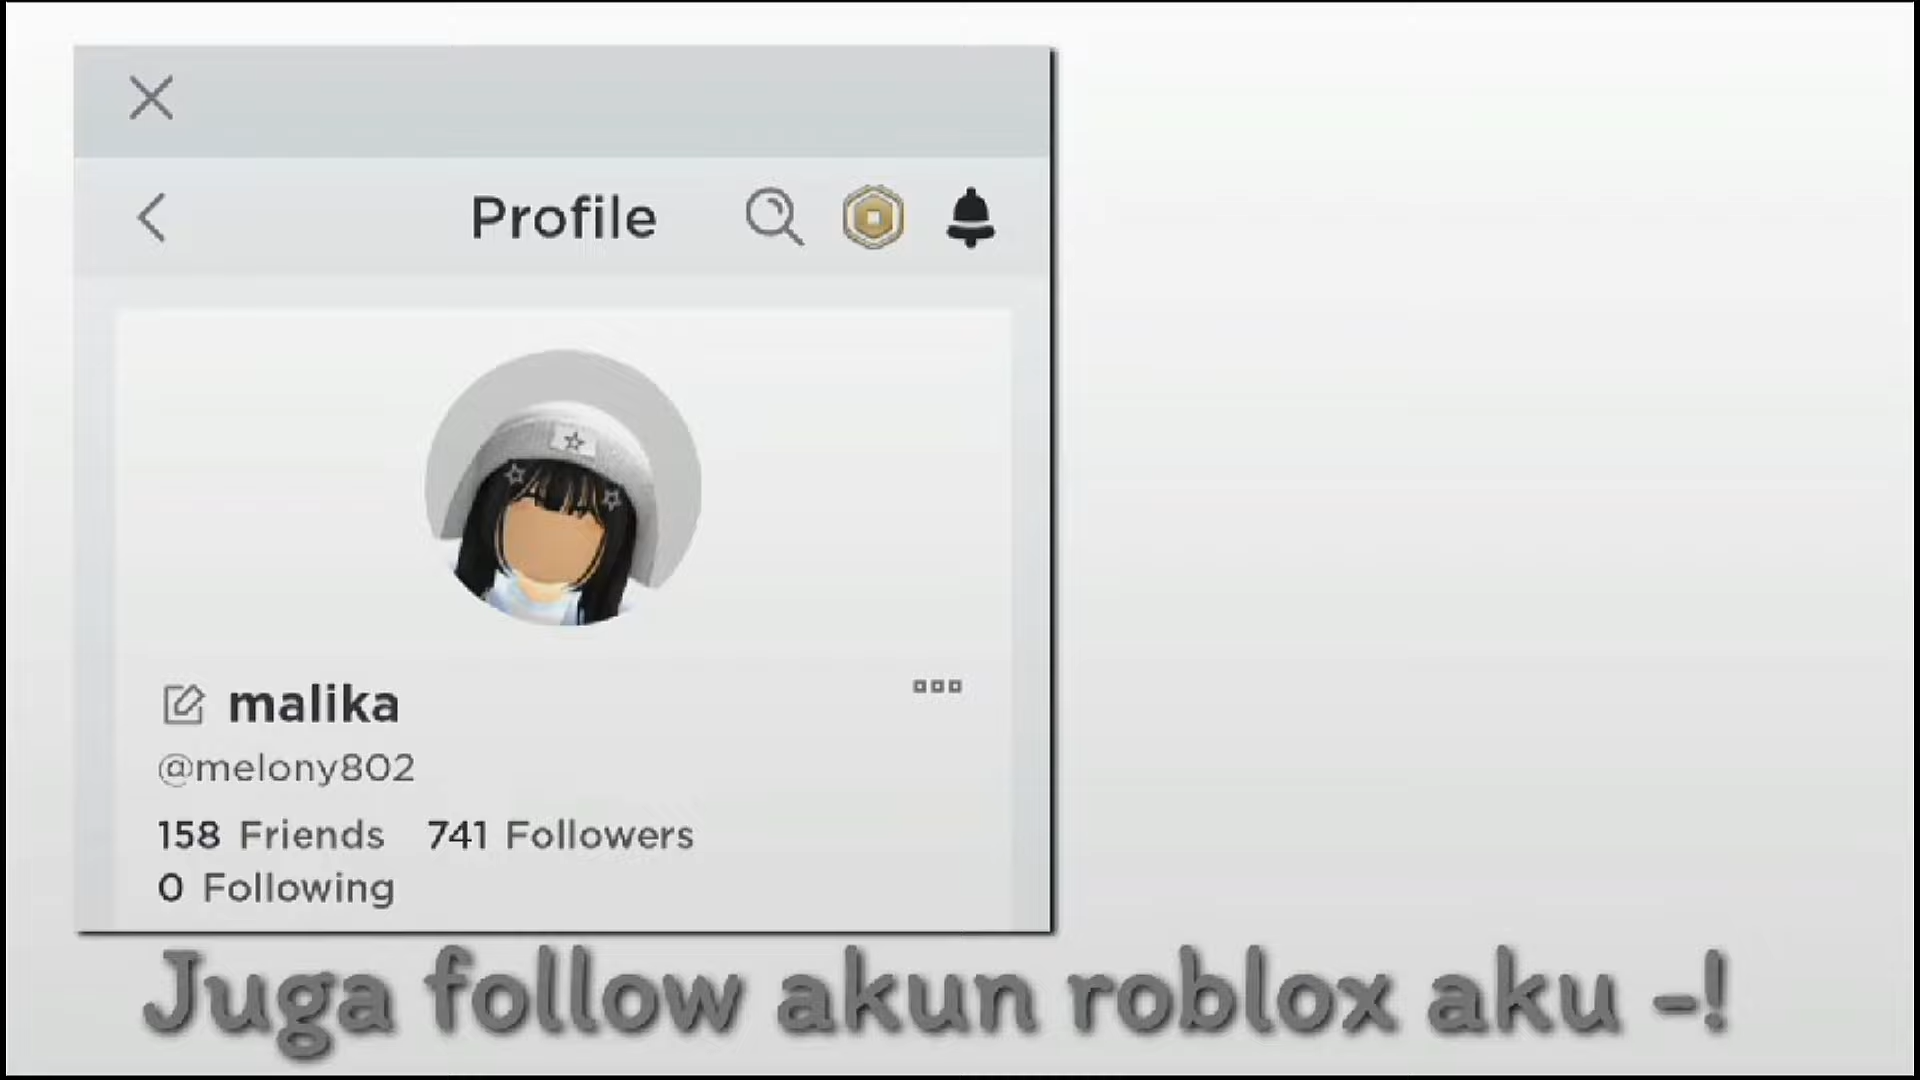 Profile
malika
@melony802
158 Friends 741 Followers
0 Following
Juga follow akun roblox aku -!